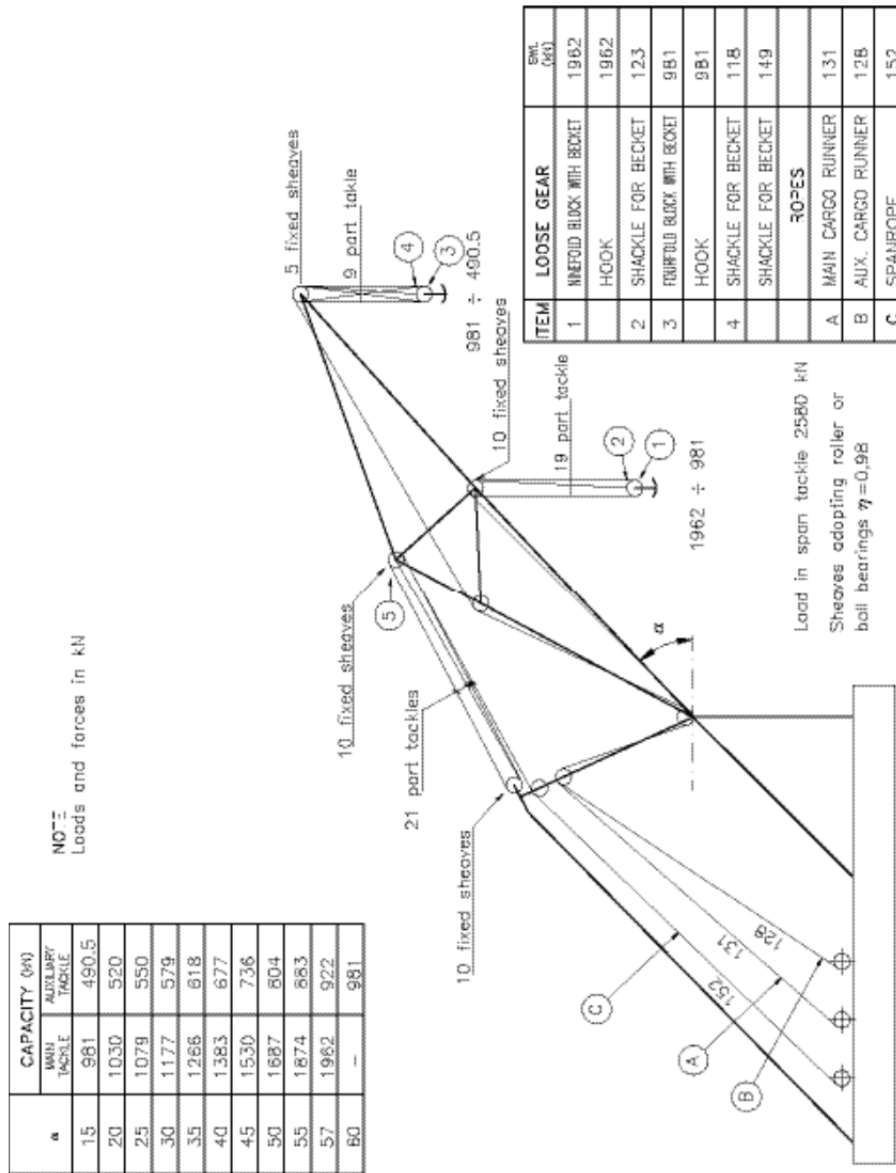 CAPACITY (kN)
α MAIN TACKLE AUXILIARY TACKLE
15 981 490.5
20 1030 520
25 1079 550
30 1177 579
35 1266 618
40 1383 677
45 1530 736
50 1687 804
55 1874 883
57 1962 922
60 — 981
NOTE
Loads and forces in kN
10 fixed sheaves
21 part tackles
10 fixed sheaves
5
5 fixed sheaves
9 part takle
4
3
981 ÷ 490.5
10 fixed sheaves
19 part tackle
2
1
1962 ÷ 981
α
C
A
B
152
131
128
Load in span tackle 2580 kN
Sheaves adopting roller or
ball bearings η=0,98
ITEM LOOSE GEAR SWL (kN)
1 NINEFOLD BLOCK WITH BECKET 1962
HOOK 1962
2 SHACKLE FOR BECKET 123
3 FOURFOLD BLOCK WITH BECKET 981
HOOK 981
4 SHACKLE FOR BECKET 118
SHACKLE FOR BECKET 149
ROPES
A MAIN CARGO RUNNER 131
B AUX. CARGO RUNNER 128
C SPANROPE 152